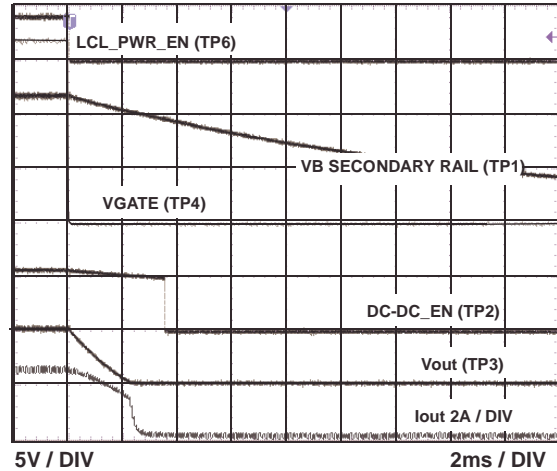 T
LCL_PWR_EN (TP6)
VB SECONDARY RAIL (TP1)
VGATE (TP4)
DC-DC_EN (TP2)
Vout (TP3)
Iout 2A / DIV
5V / DIV
2ms / DIV